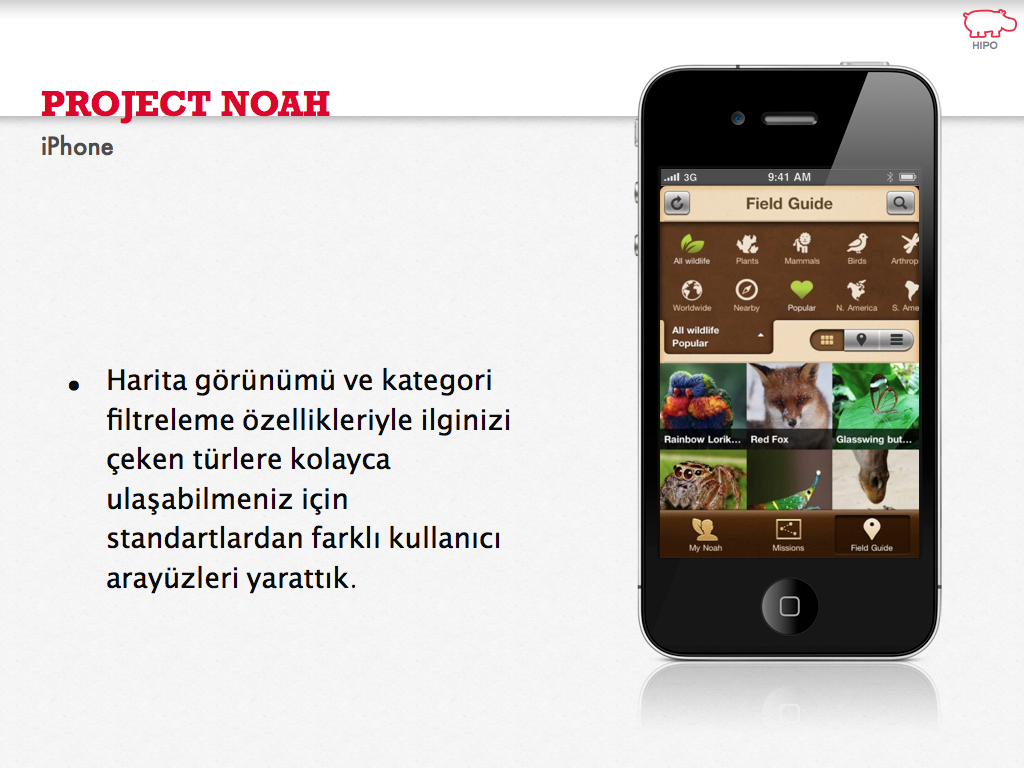 HIPO
PROJECT NOAH
iPhone
• Harita görünümü ve kategori
filtreleme özellikleriyle ilginizi
çeken türlere kolayca
ulaşabilmeniz için
standartlardan farklı kullanıcı
arayüzleri yarattık.
3G 9:41 AM
Field Guide
All wildlife Plants Mammals Birds Arthrop
Worldwide Nearby Popular N. America S. Ame
All wildlife
Popular
Rainbow Lorik... Red Fox Glasswing but...
My Noah Missions Field Guide